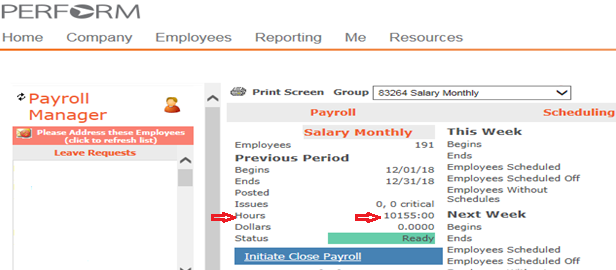 PERFORM
Home Company Employees Reporting Me Resources
Print Screen Group 83264 Salary Monthly
Payroll Manager
Please Address these Employees
(click to refresh list)
Leave Requests
Payroll
Salary Monthly
Employees 191
Previous Period
Begins 12/01/18
Ends 12/31/18
Posted
Issues 0, 0 critical
Hours 10155:00
Dollars 0.0000
Status Ready
Initiate Close Payroll
Scheduling
This Week
Begins
Ends
Employees Scheduled
Employees Scheduled Off
Employees Without
Schedules
Next Week
Begins
Ends
Employees Scheduled
Employees Scheduled Off